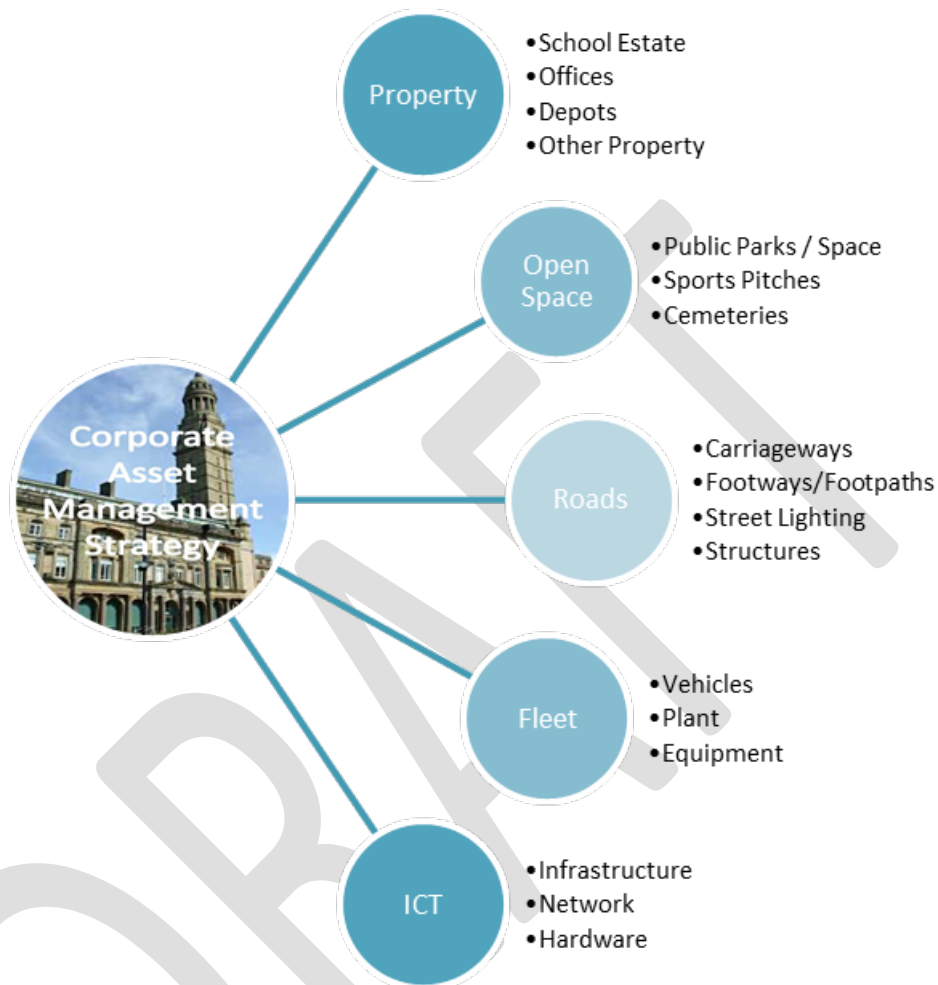 Property
•School Estate
•Offices
•Depots
•Other Property
Open
Space
•Public Parks / Space
•Sports Pitches
•Cemeteries
Corporate
Asset
Management
Strategy
Roads
•Carriageways
•Footways/Footpaths
•Street Lighting
•Structures
Fleet
•Vehicles
•Plant
•Equipment
ICT
•Infrastructure
•Network
•Hardware
DRAFT